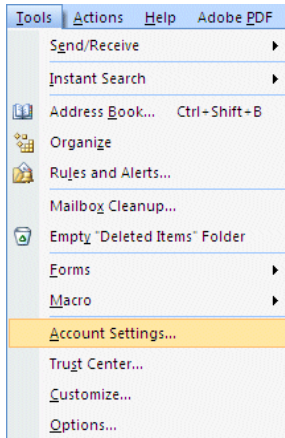 Tools Actions Help Adobe PDF
Send/Receive
Instant Search
Address Book... Ctrl+Shift+B
Organize
Rules and Alerts...
Mailbox Cleanup...
Empty "Deleted Items" Folder
Forms
Macro
Account Settings...
Trust Center...
Customize...
Options...